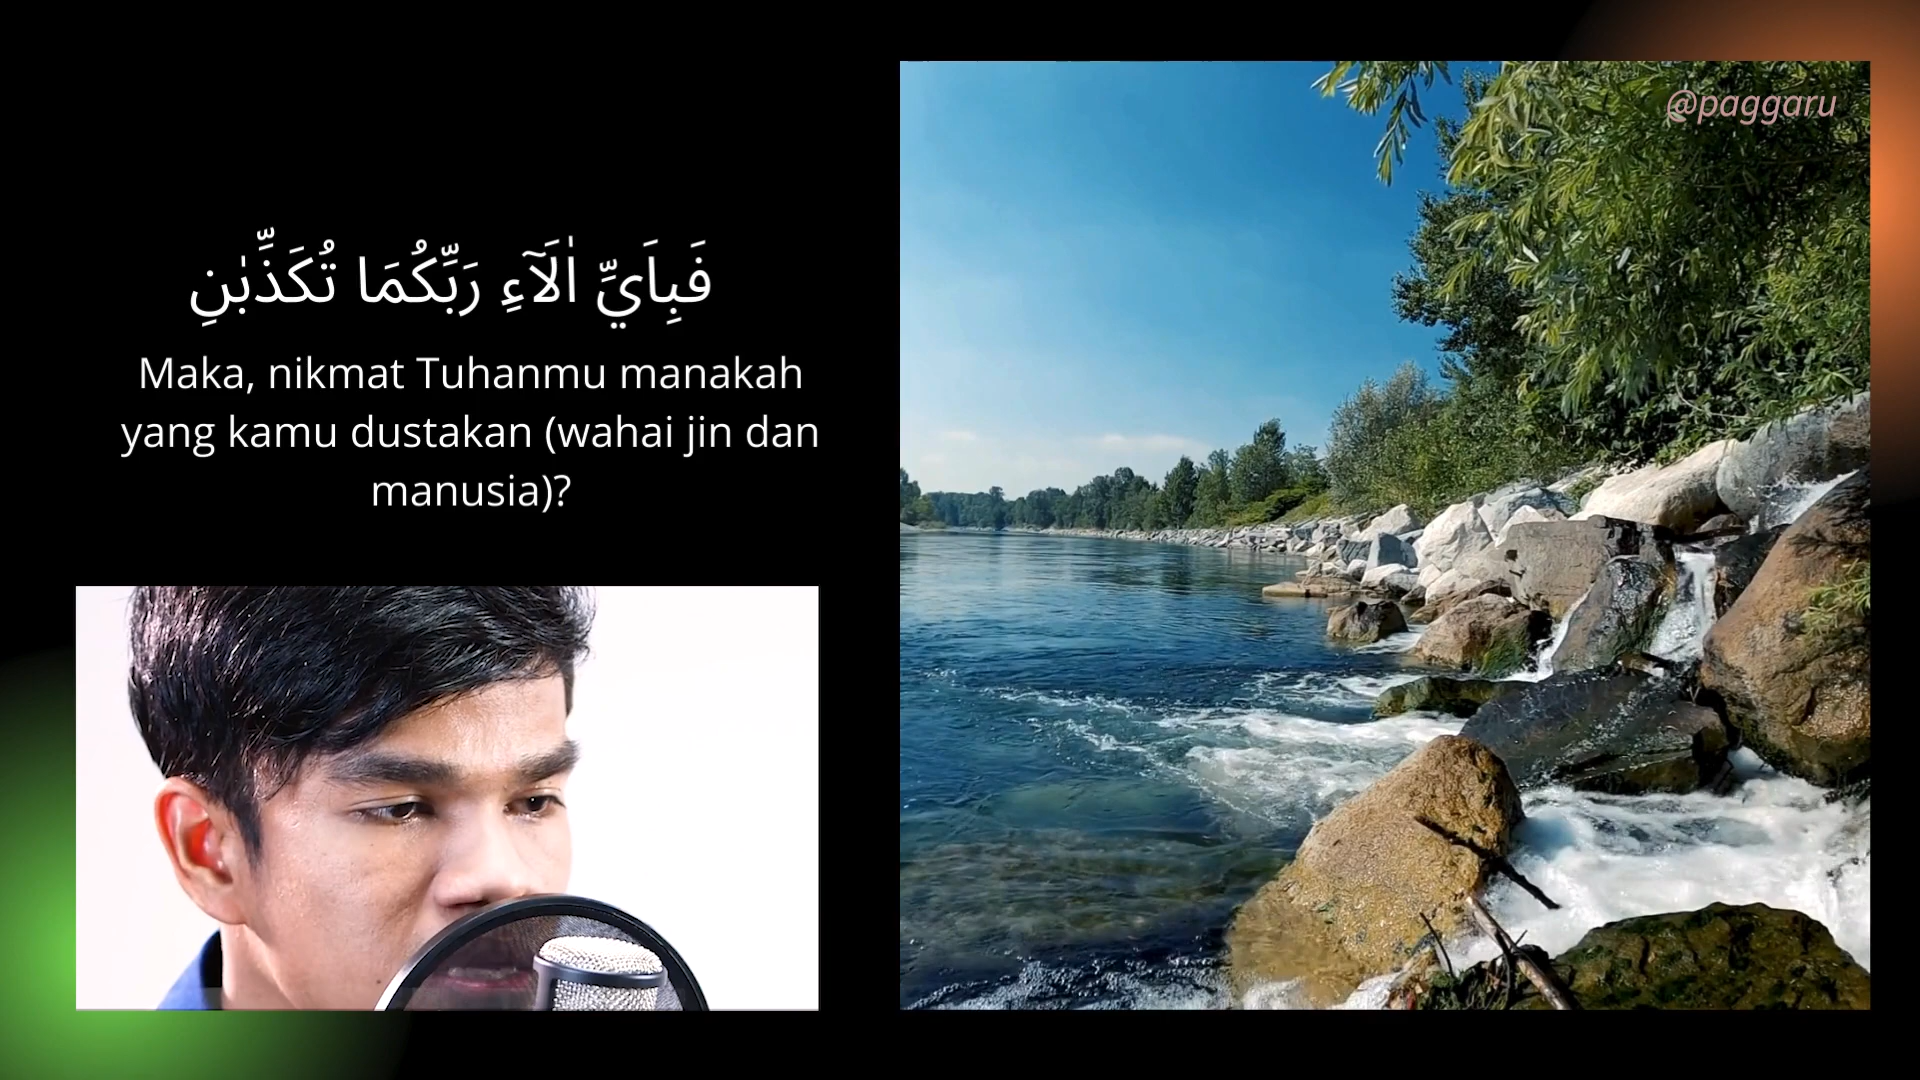 فَبِاَيِّ اٰلَاۤءِ رَبِّكُمَا تُكَذِّبٰنِ
Maka, nikmat Tuhanmu manakah
yang kamu dustakan (wahai jin dan
manusia)?
@paggaru